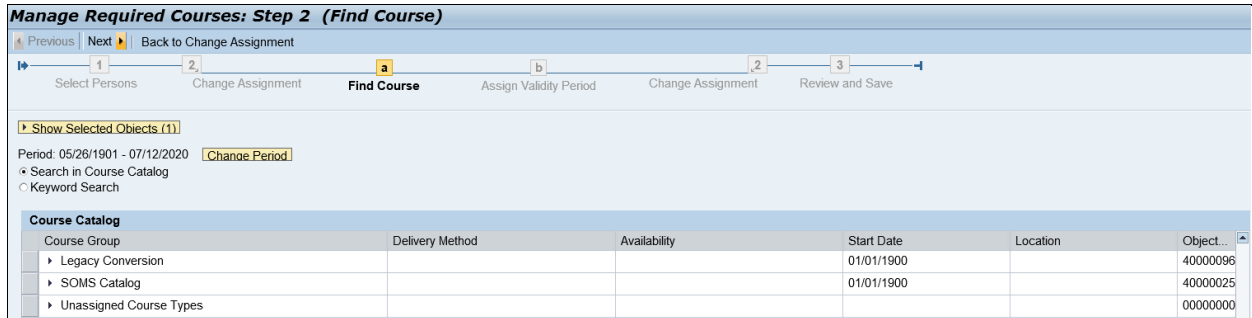 Manage Required Courses: Step 2 (Find Course)
Previous Next Back to Change Assignment
1 2 a b 2 3
Select Persons Change Assignment Find Course Assign Validity Period Change Assignment Review and Save
Show Selected Objects (1)
Period: 05/26/1901 - 07/12/2020 Change Period
Search in Course Catalog
Keyword Search
Course Catalog
Course Group Delivery Method Availability Start Date Location Object...
Legacy Conversion 01/01/1900 40000096
SOMS Catalog 01/01/1900 40000025
Unassigned Course Types 00000000